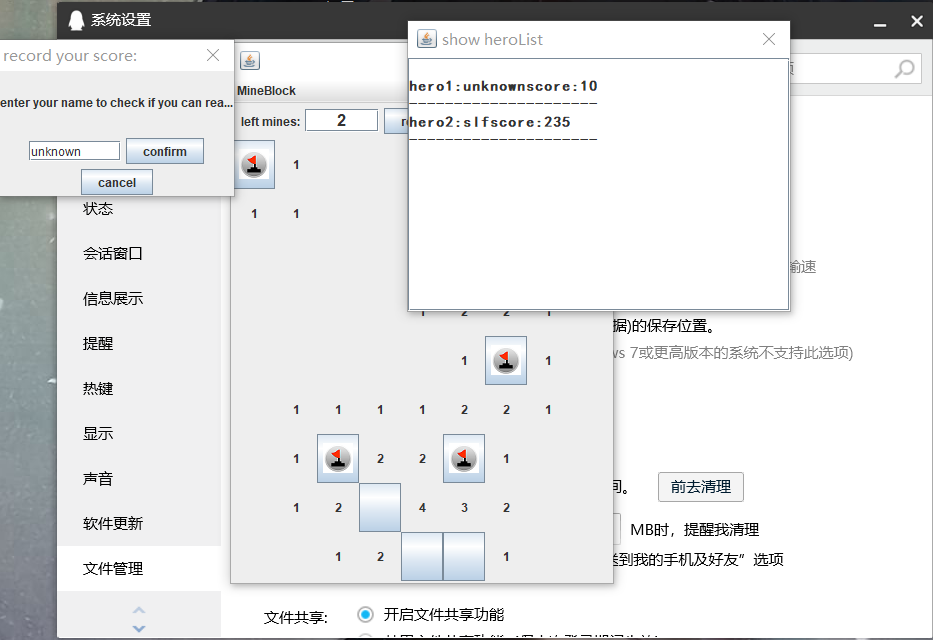 系统设置
record your score:
enter your name to check if you can rea...
unknown
confirm
cancel
MineBlock
left mines: 2
show heroList
hero1:unknownscore:10
---------------------
hero2:slfscore:235
---------------------
1
1 1
1 2 2 1
1 1
1 1 1 1 2 2 1
1 2 2 1
1 2 4 3 2
1 2 1
状态
会话窗口
信息展示
提醒
热键
显示
声音
软件更新
文件管理
输速
据)的保存位置。
ws 7或更高版本的系统不支持此选项)
间。
前去清理
MB时，提醒我清理
送到我的手机及好友”选项
文件共享:
开启文件共享功能